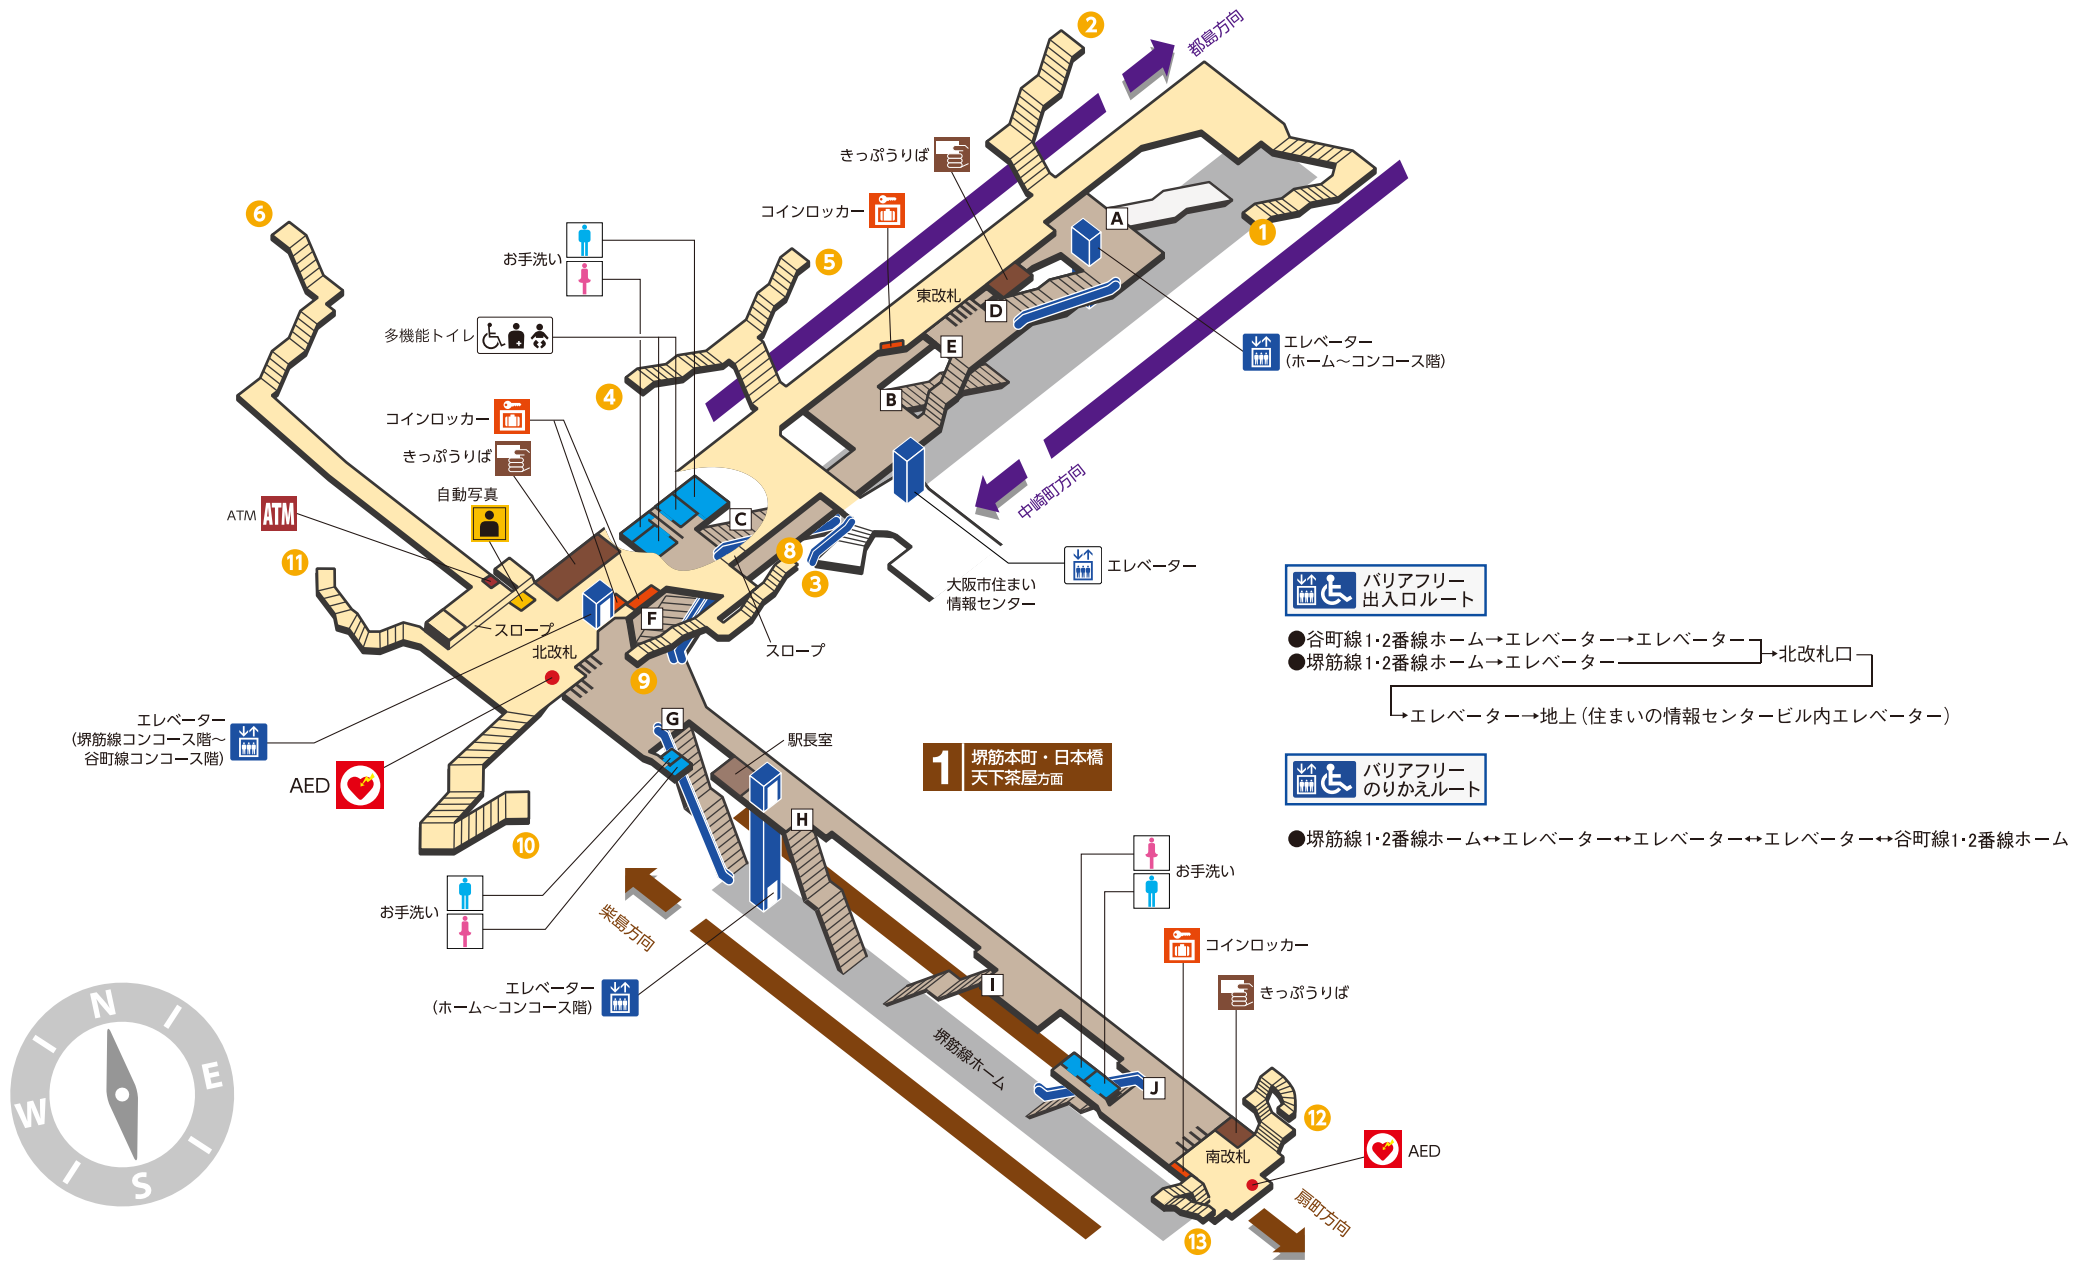 2
都島方向
きっぷうりば
コインロッカー
6
お手洗い
5
A
1
東改札
D
多機能トイレ
E
エレベーター
(ホーム～コンコース階)
4
B
コインロッカー
きっぷうりば
自動写真
ATM
ATM
中崎町方向
C
11
8
3
エレベーター
大阪市住まい
情報センター
F
スロープ
スロープ
北改札
9
バリアフリー
出入口ルート
●谷町線1・2番線ホーム→エレベーター→エレベーター
●堺筋線1・2番線ホーム→エレベーター
→北改札口
→エレベーター→地上（住まいの情報センタービル内エレベーター）
エレベーター
(堺筋線コンコース階～
谷町線コンコース階)
G
駅長室
AED
1
堺筋本町・日本橋
天下茶屋方面
バリアフリー
のりかえルート
●堺筋線1・2番線ホーム↔エレベーター↔エレベーター↔エレベーター↔谷町線1・2番線ホーム
10
H
お手洗い
お手洗い
柴島方向
コインロッカー
エレベーター
(ホーム～コンコース階)
I
きっぷうりば
堺筋線ホーム
J
12
南改札
AED
扇町方向
13
N
E
S
W